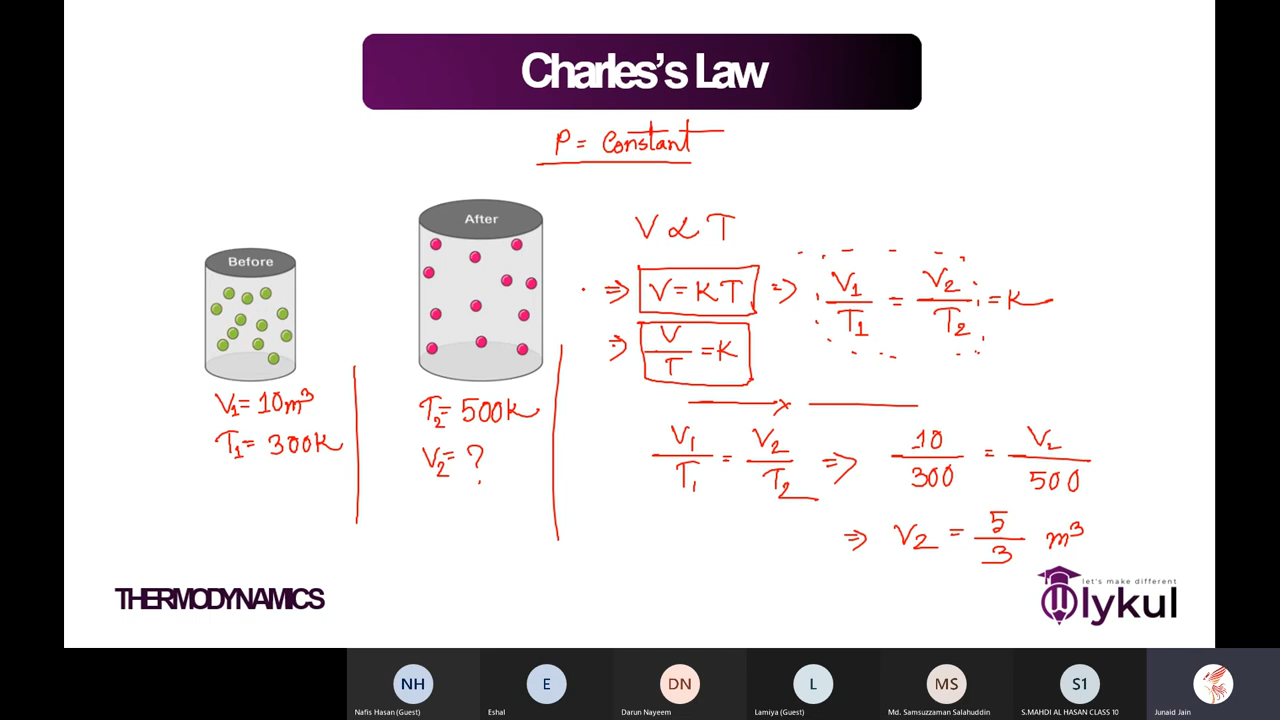 Charles's Law
P = Constant
Before
After
V₁ = 10m³
T₁ = 300K
T₂ = 500K
V₂ = ?
V ∝ T
⇒ V = KT ⇒ V₁/T₁ = V₂/T₂ = K
⇒ V/T = K
V₁/T₁ = V₂/T₂ ⇒ 10/300 = V₂/500
⇒ V₂ = 5/3 m³
THERMODYNAMICS
let's make different
lykul
NH
E
DN
L
MS
S1
Nafis Hasan (Guest)
Eshal
Darun Nayeem
Lamiya (Guest)
Md. Samsuzzaman Salahuddin
S.MAHDI AL HASAN CLASS 10
Junaid Jain